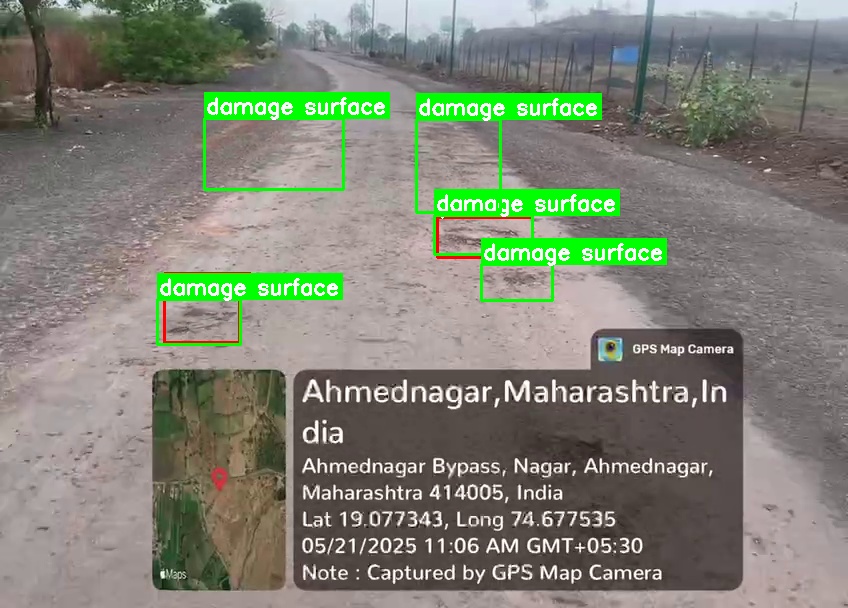 damage surface
damage surface
damage surface
damage surface
damage surface
GPS Map Camera
Ahmednagar,Maharashtra,In
dia
Ahmednagar Bypass, Nagar, Ahmednagar,
Maharashtra 414005, India
Lat 19.077343, Long 74.677535
05/21/2025 11:06 AM GMT+05:30
Note : Captured by GPS Map Camera
Maps